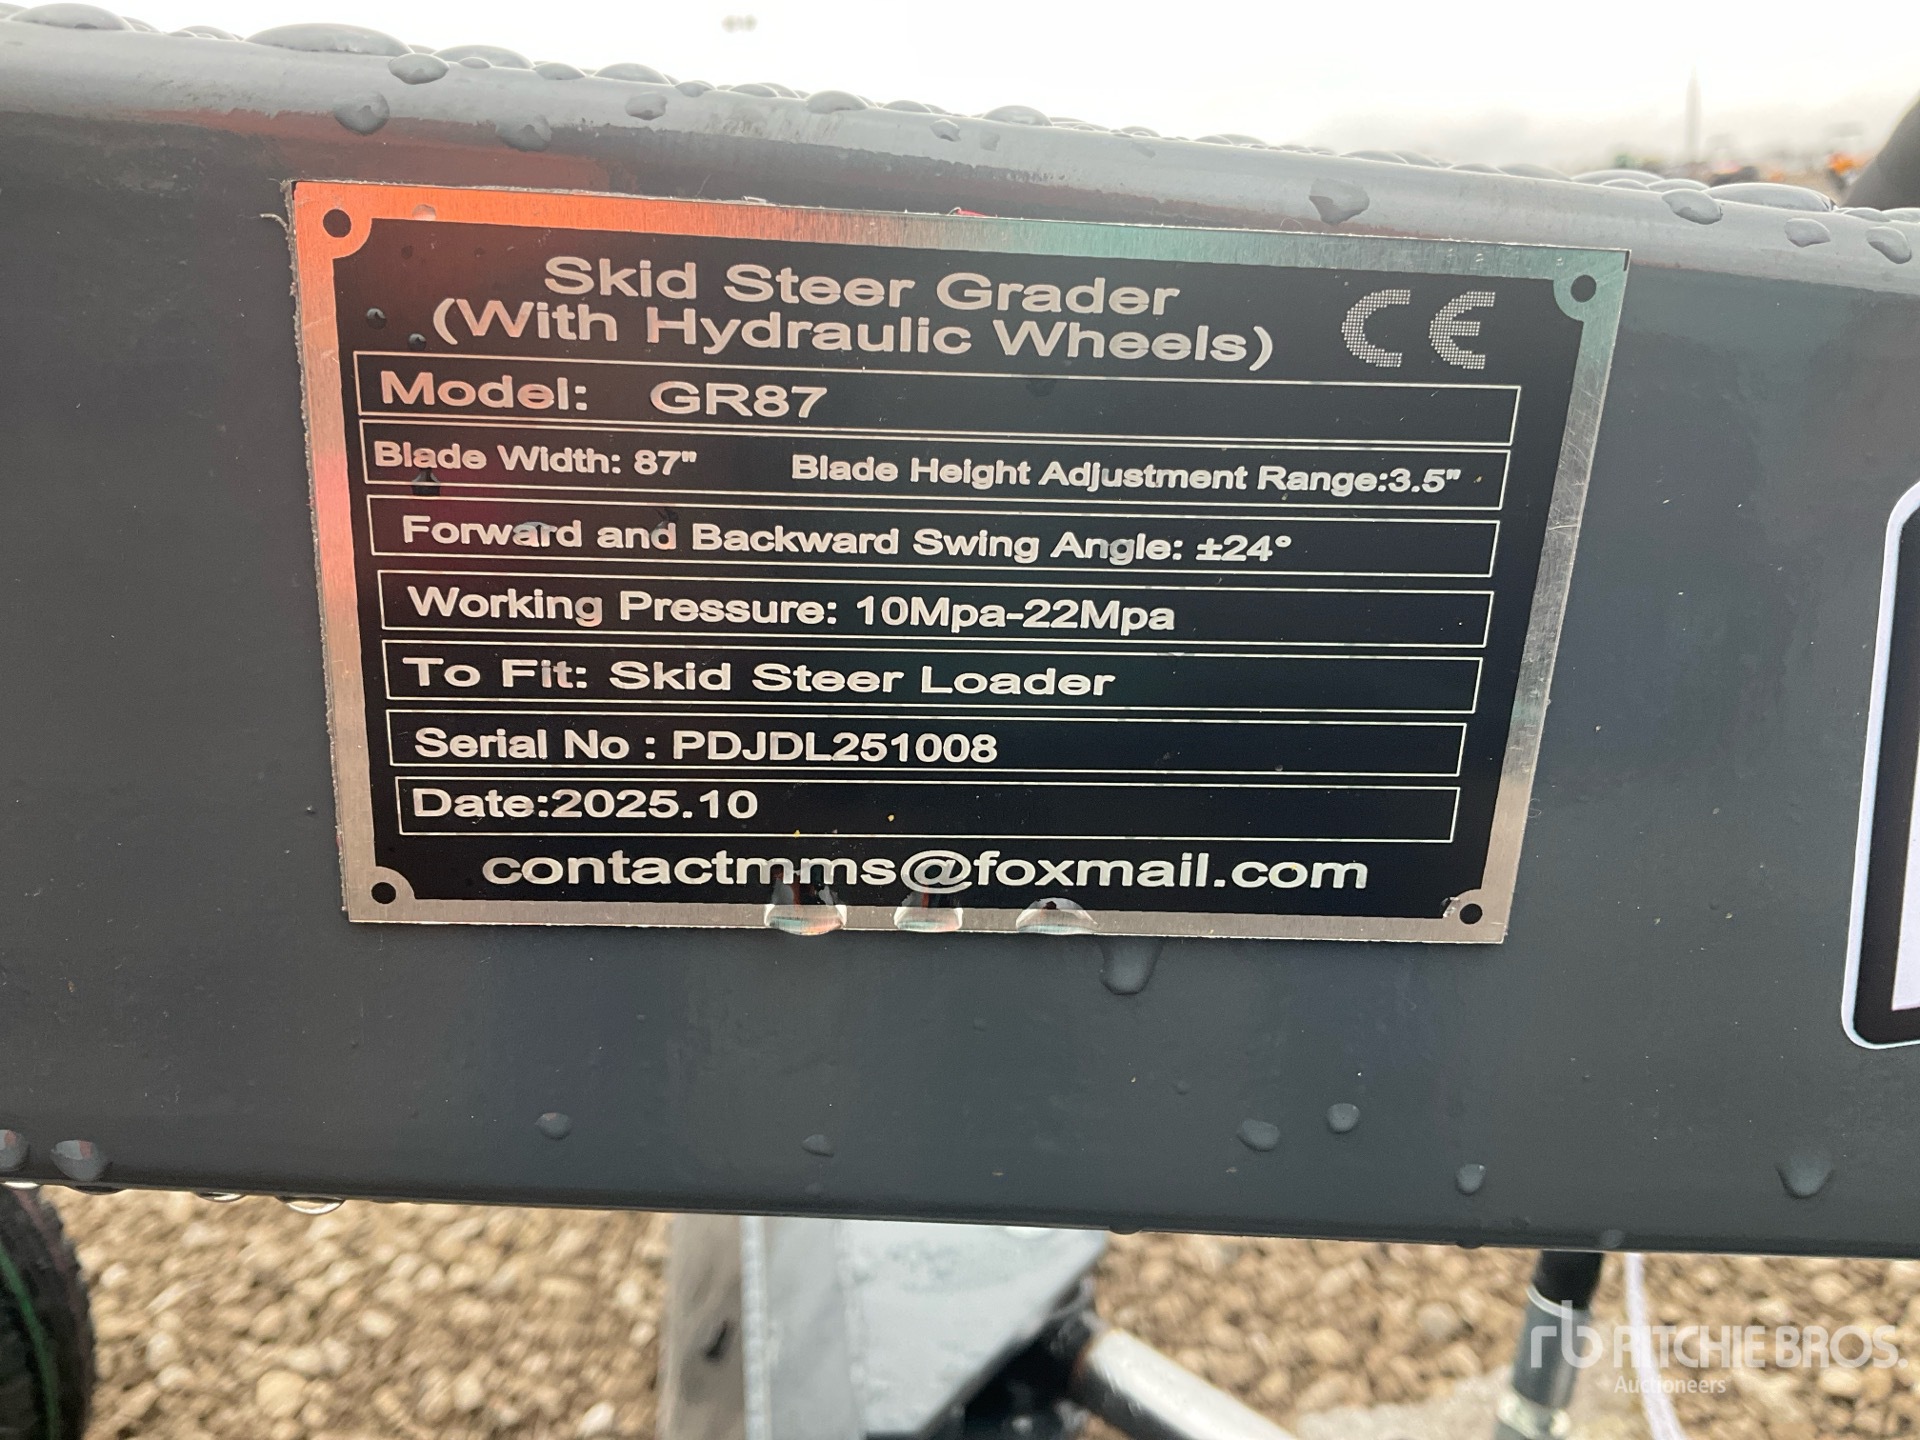 Skid Steer Grader
(With Hydraulic Wheels)
CE
Model: GR87
Blade Width: 87" Blade Height Adjustment Range:3.5"
Forward and Backward Swing Angle: ±24°
Working Pressure: 10Mpa-22Mpa
To Fit: Skid Steer Loader
Serial No : PDJDL251008
Date:2025.10
contactmms@foxmail.com
rb RITCHIE BROS.
Auctioneers